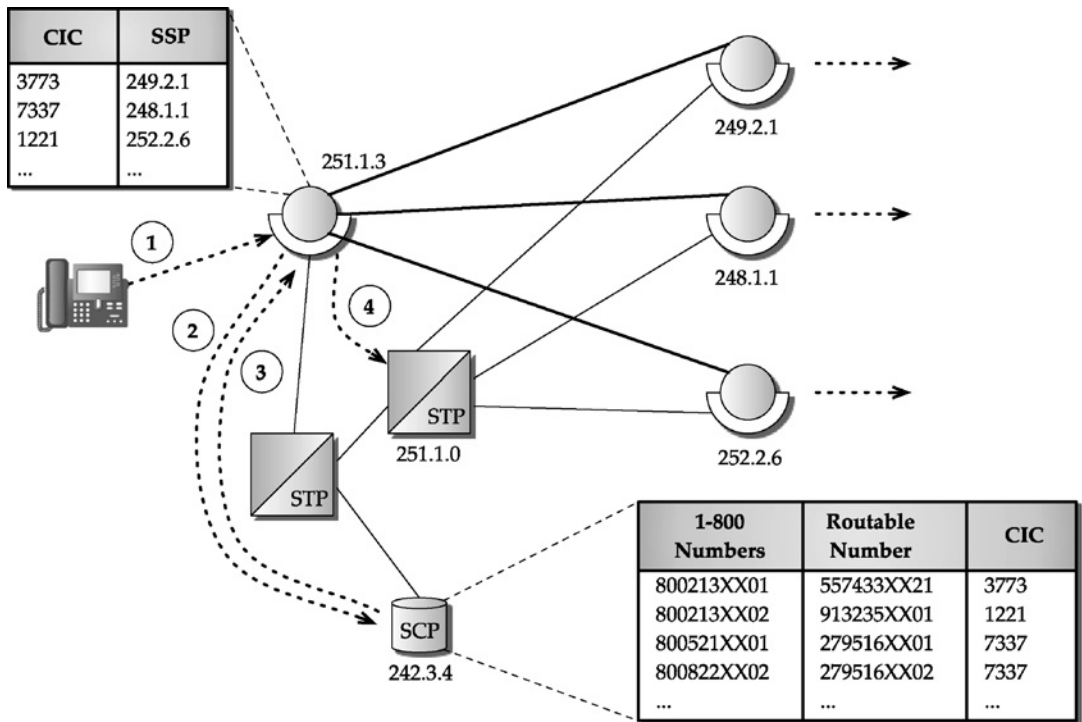 CIC SSP
3773 249.2.1
7337 248.1.1
1221 252.2.6
... ...
249.2.1
251.1.3
1
248.1.1
2
4
3
STP
251.1.0
252.2.6
STP
1-800 Numbers Routable Number CIC
800213XX01 557433XX21 3773
800213XX02 913235XX01 1221
800521XX01 279516XX01 7337
800822XX02 279516XX02 7337
... ... ...
SCP
242.3.4